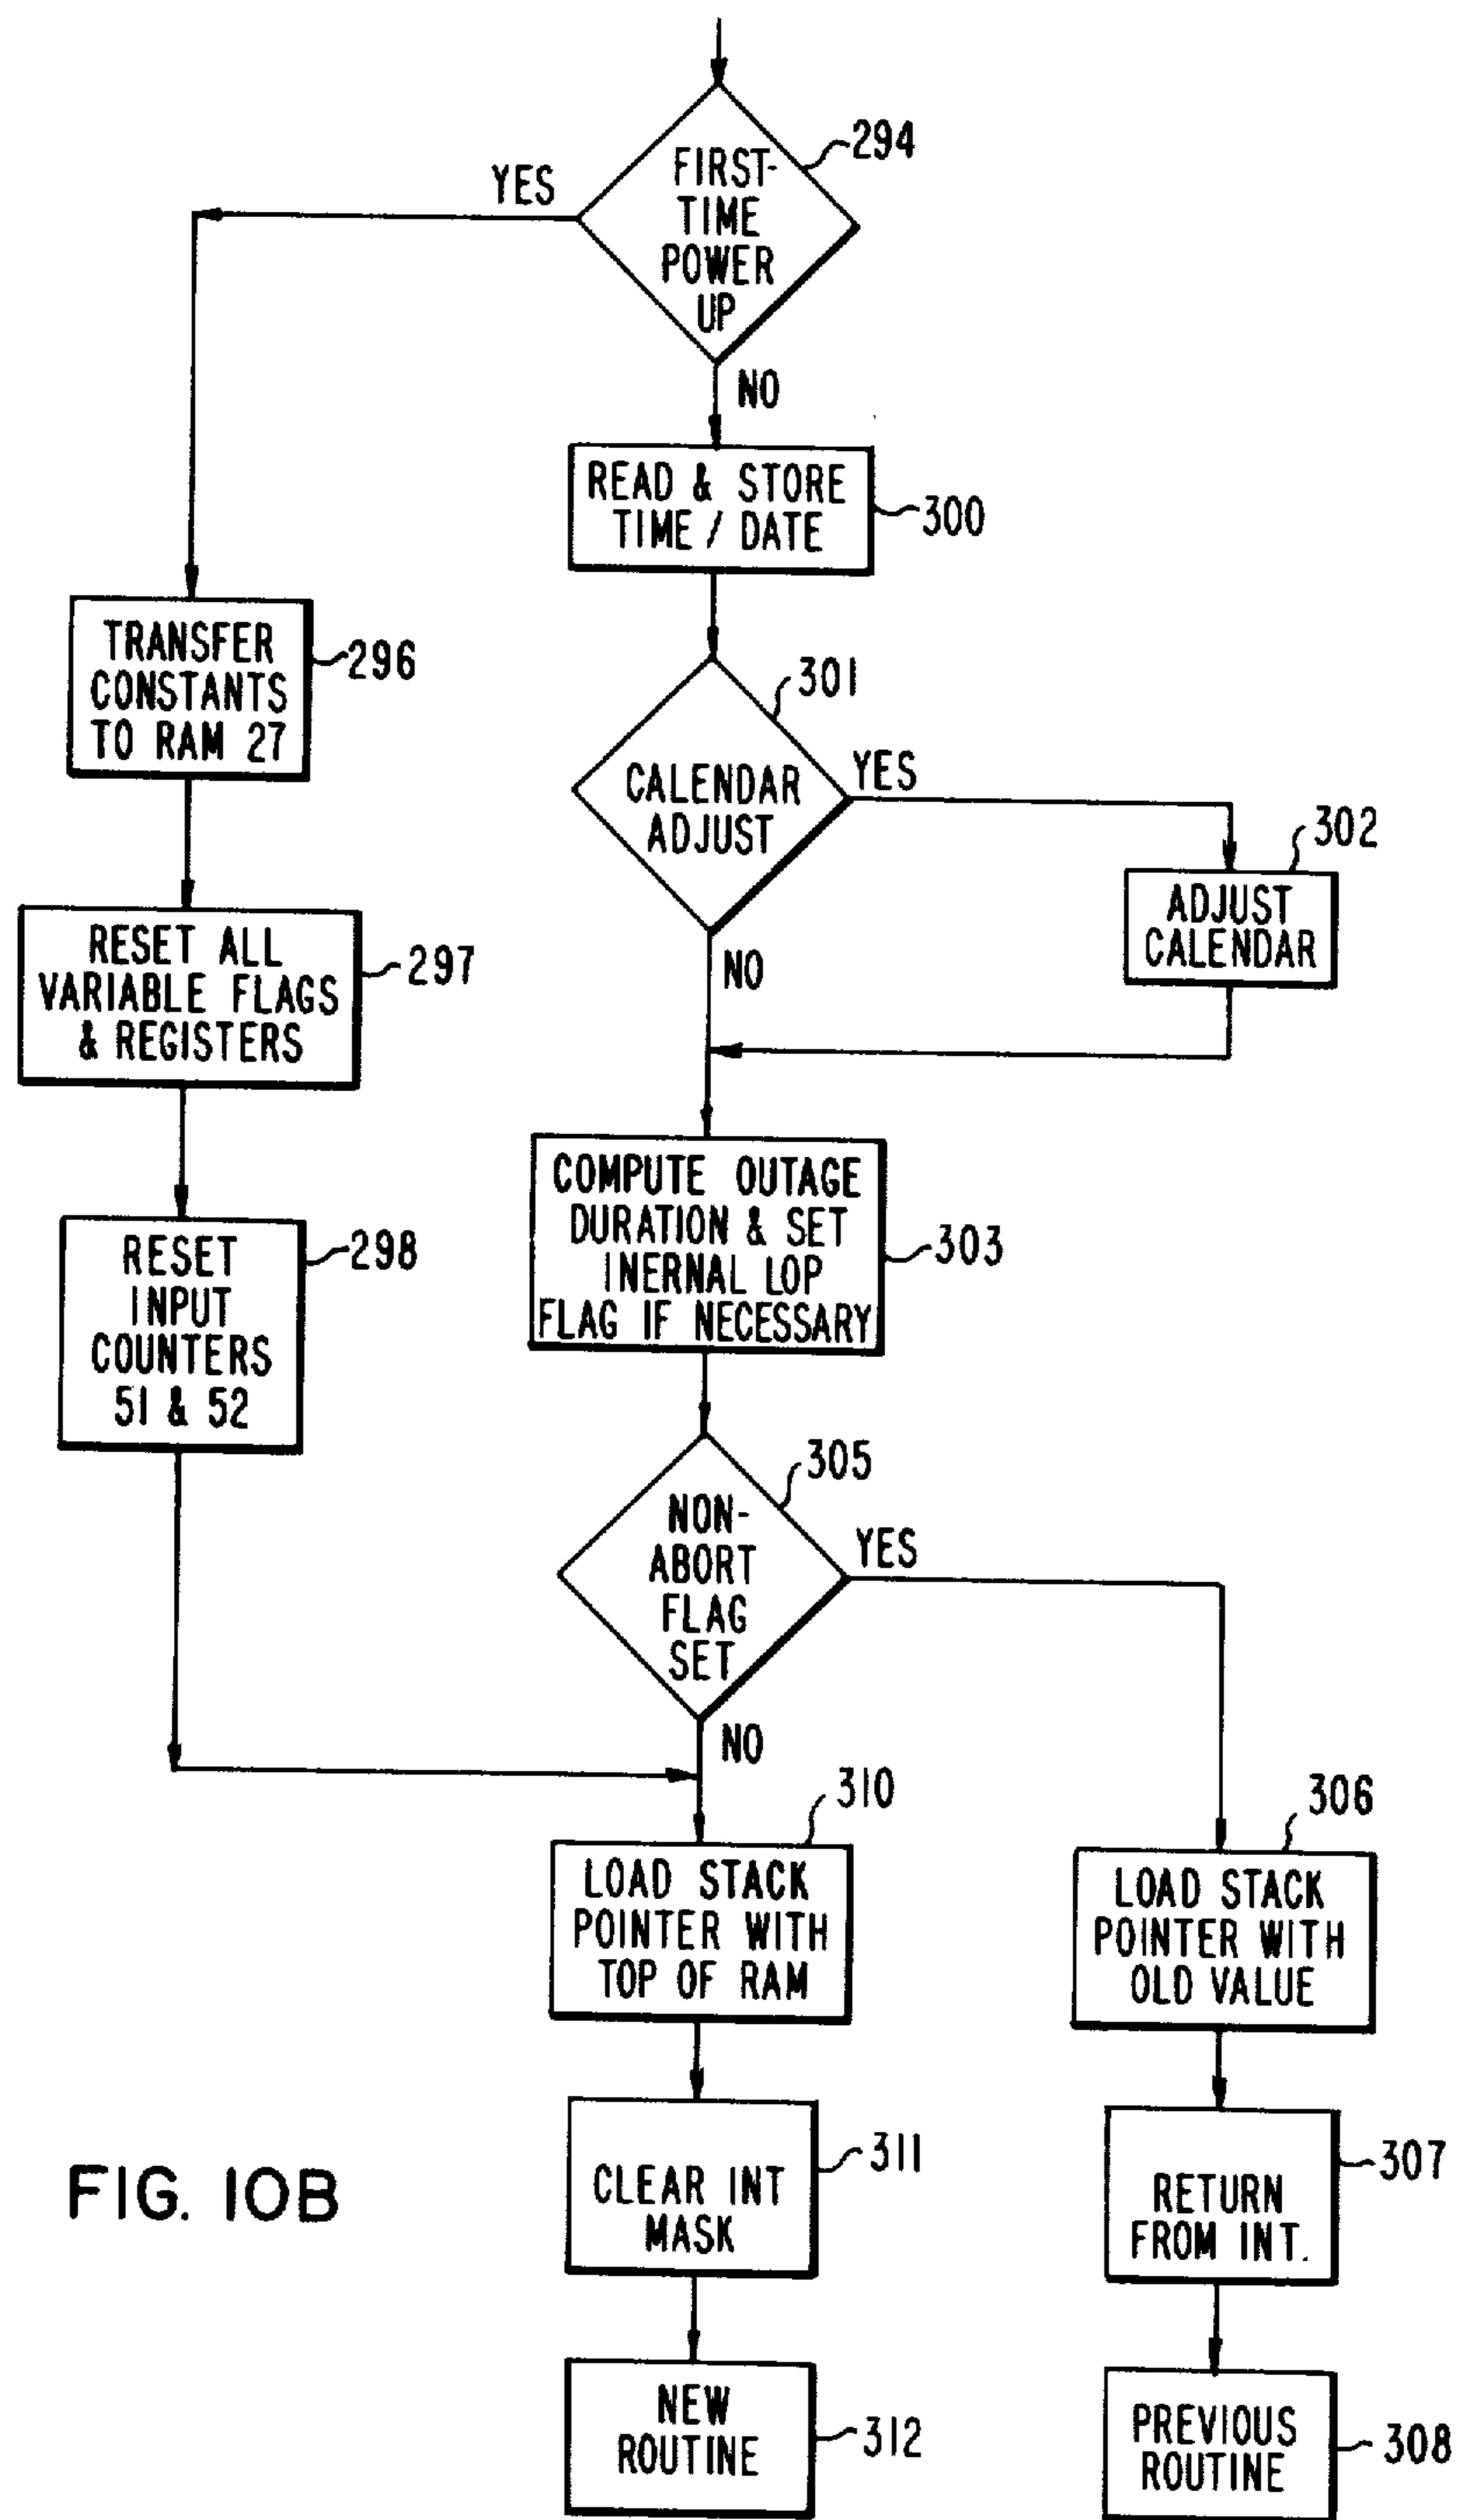 294
FIRST-
TIME
POWER
UP
YES
NO
READ & STORE
TIME / DATE
300
TRANSFER
CONSTANTS
TO RAM 27
296
301
CALENDAR
ADJUST
YES
NO
302
ADJUST
CALENDAR
RESET ALL
VARIABLE FLAGS
& REGISTERS
297
COMPUTE OUTAGE
DURATION & SET
INERNAL LOP
FLAG IF NECESSARY
303
RESET
INPUT
COUNTERS
51 & 52
298
305
NON-
ABORT
FLAG
SET
YES
NO
310
LOAD STACK
POINTER WITH
TOP OF RAM
306
LOAD STACK
POINTER WITH
OLD VALUE
311
CLEAR INT
MASK
307
RETURN
FROM INT.
FIG. 10B
NEW
ROUTINE
312
PREVIOUS
ROUTINE
308